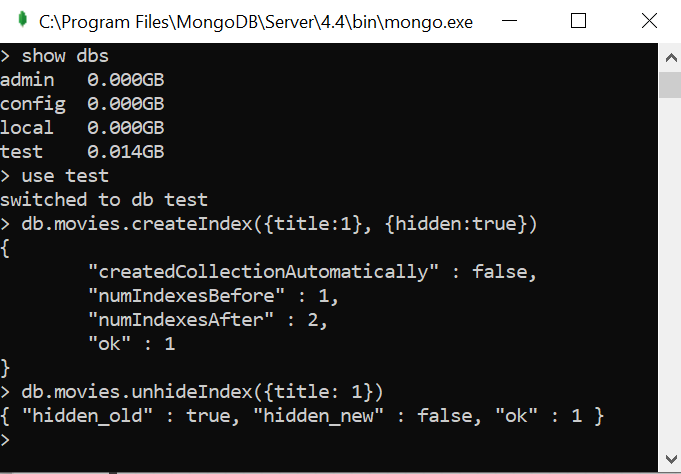 C:\Program Files\MongoDB\Server\4.4\bin\mongo.exe
> show dbs
admin   0.000GB
config  0.000GB
local   0.000GB
test    0.014GB
> use test
switched to db test
> db.movies.createIndex({title:1}, {hidden:true})
{
        "createdCollectionAutomatically" : false,
        "numIndexesBefore" : 1,
        "numIndexesAfter" : 2,
        "ok" : 1
}
> db.movies.unhideIndex({title: 1})
{ "hidden_old" : true, "hidden_new" : false, "ok" : 1 }
>